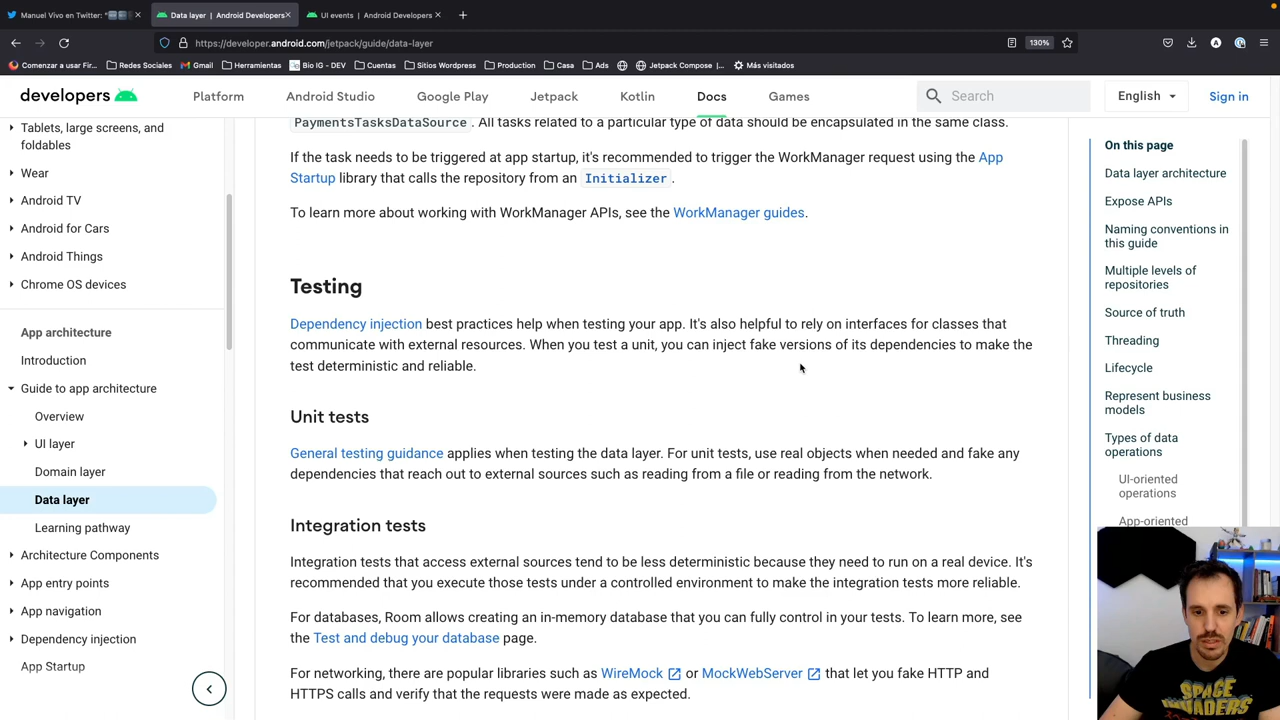 Manuel Vivo en Twitter: "
Data layer | Android Developers
UI events | Android Developers
https://developer.android.com/jetpack/guide/data-layer
130%
Comenzar a usar Fir...
Redes Sociales
Gmail
Herramientas
Bio IG - DEV
Cuentas
Sitios Wordpress
Production
Casa
Ads
Jetpack Compose |...
Más visitados
developers
Platform
Android Studio
Google Play
Jetpack
Kotlin
Docs
Games
Search
English
Sign in
Tablets, large screens, and
foldables
Wear
Android TV
Android for Cars
Android Things
Chrome OS devices
App architecture
Introduction
Guide to app architecture
Overview
UI layer
Domain layer
Data layer
Learning pathway
Architecture Components
App entry points
App navigation
Dependency injection
App Startup
PaymentsTasksDataSource. All tasks related to a particular type of data should be encapsulated in the same class.
If the task needs to be triggered at app startup, it's recommended to trigger the WorkManager request using the App
Startup library that calls the repository from an Initializer.
To learn more about working with WorkManager APIs, see the WorkManager guides.
Testing
Dependency injection best practices help when testing your app. It's also helpful to rely on interfaces for classes that
communicate with external resources. When you test a unit, you can inject fake versions of its dependencies to make the
test deterministic and reliable.
Unit tests
General testing guidance applies when testing the data layer. For unit tests, use real objects when needed and fake any
dependencies that reach out to external sources such as reading from a file or reading from the network.
Integration tests
Integration tests that access external sources tend to be less deterministic because they need to run on a real device. It's
recommended that you execute those tests under a controlled environment to make the integration tests more reliable.
For databases, Room allows creating an in-memory database that you can fully control in your tests. To learn more, see
the Test and debug your database page.
For networking, there are popular libraries such as WireMock or MockWebServer that let you fake HTTP and
HTTPS calls and verify that the requests were made as expected.
On this page
Data layer architecture
Expose APIs
Naming conventions in
this guide
Multiple levels of
repositories
Source of truth
Threading
Lifecycle
Represent business
models
Types of data
operations
UI-oriented
operations
App-oriented
SPACE
INVADERS